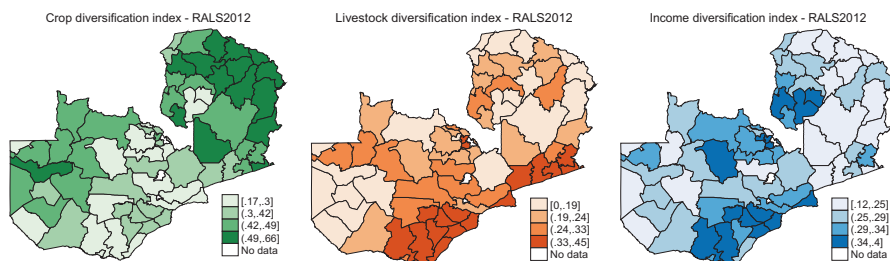 Crop diversification index - RALS2012
[.17,.3]
(.3,.42]
(.42,.49]
(.49,.66]
No data
Livestock diversification index - RALS2012
[0,.19]
(.19,.24]
(.24,.33]
(.33,.45]
No data
Income diversification index - RALS2012
[.12,.25]
(.25,.29]
(.29,.34]
(.34,.4]
No data